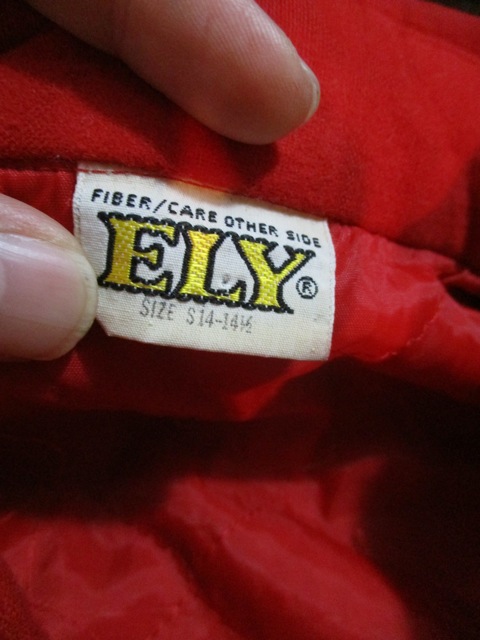 FIBER/CARE OTHER SIDE
ELY®
SIZE S14-14½